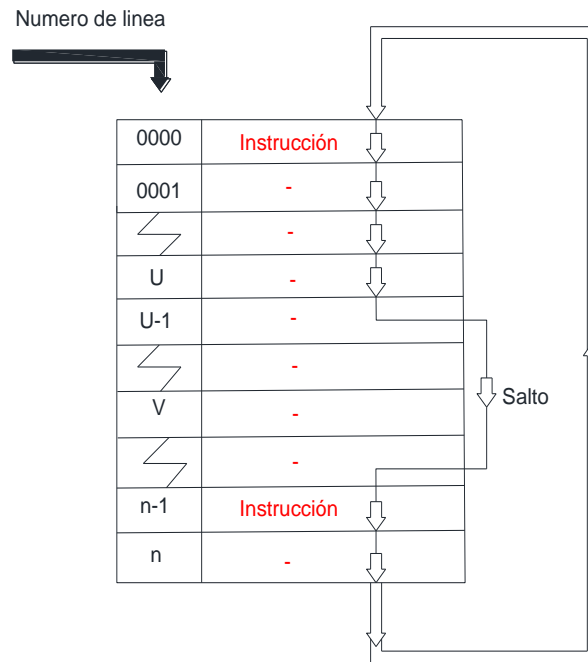 Numero de linea
0000 Instrucción
0001 -
-
U -
U-1 -
-
V -
-
n-1 Instrucción
n -
Salto